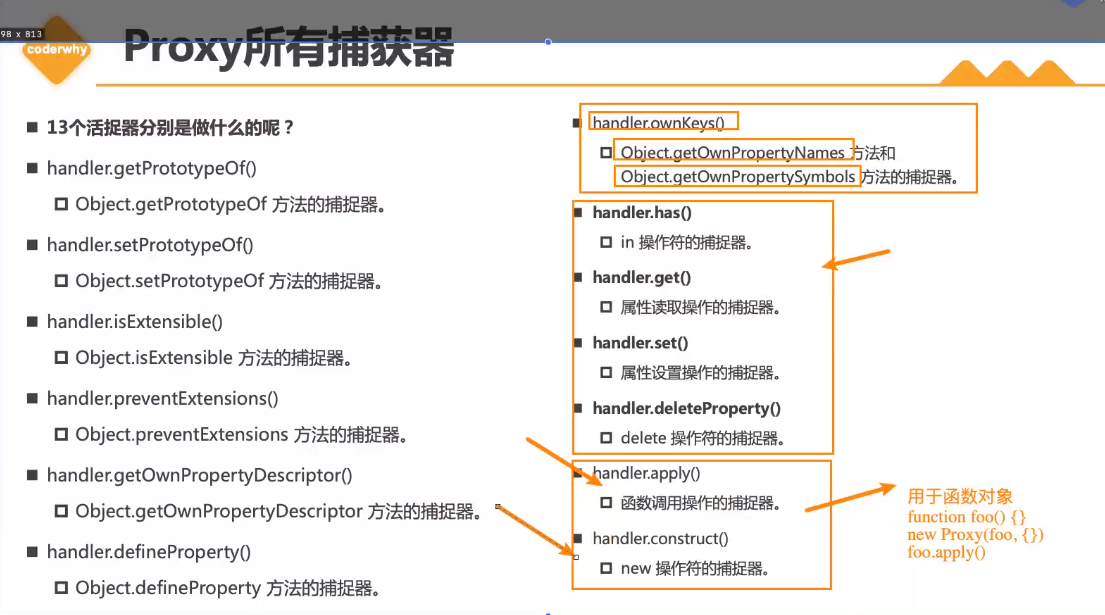 98 x 813
coderwhy
Proxy所有捕获器
13个活捉器分别是做什么的呢？
handler.getPrototypeOf()
Object.getPrototypeOf 方法的捕捉器。
handler.setPrototypeOf()
Object.setPrototypeOf 方法的捕捉器。
handler.isExtensible()
Object.isExtensible 方法的捕捉器。
handler.preventExtensions()
Object.preventExtensions 方法的捕捉器。
handler.getOwnPropertyDescriptor()
Object.getOwnPropertyDescriptor 方法的捕捉器。
handler.defineProperty()
Object.defineProperty 方法的捕捉器。
handler.ownKeys()
Object.getOwnPropertyNames 方法和
Object.getOwnPropertySymbols 方法的捕捉器。
handler.has()
in 操作符的捕捉器。
handler.get()
属性读取操作的捕捉器。
handler.set()
属性设置操作的捕捉器。
handler.deleteProperty()
delete 操作符的捕捉器。
handler.apply()
函数调用操作的捕捉器。
handler.construct()
new 操作符的捕捉器。
用于函数对象
function foo() {}
new Proxy(foo, {})
foo.apply()